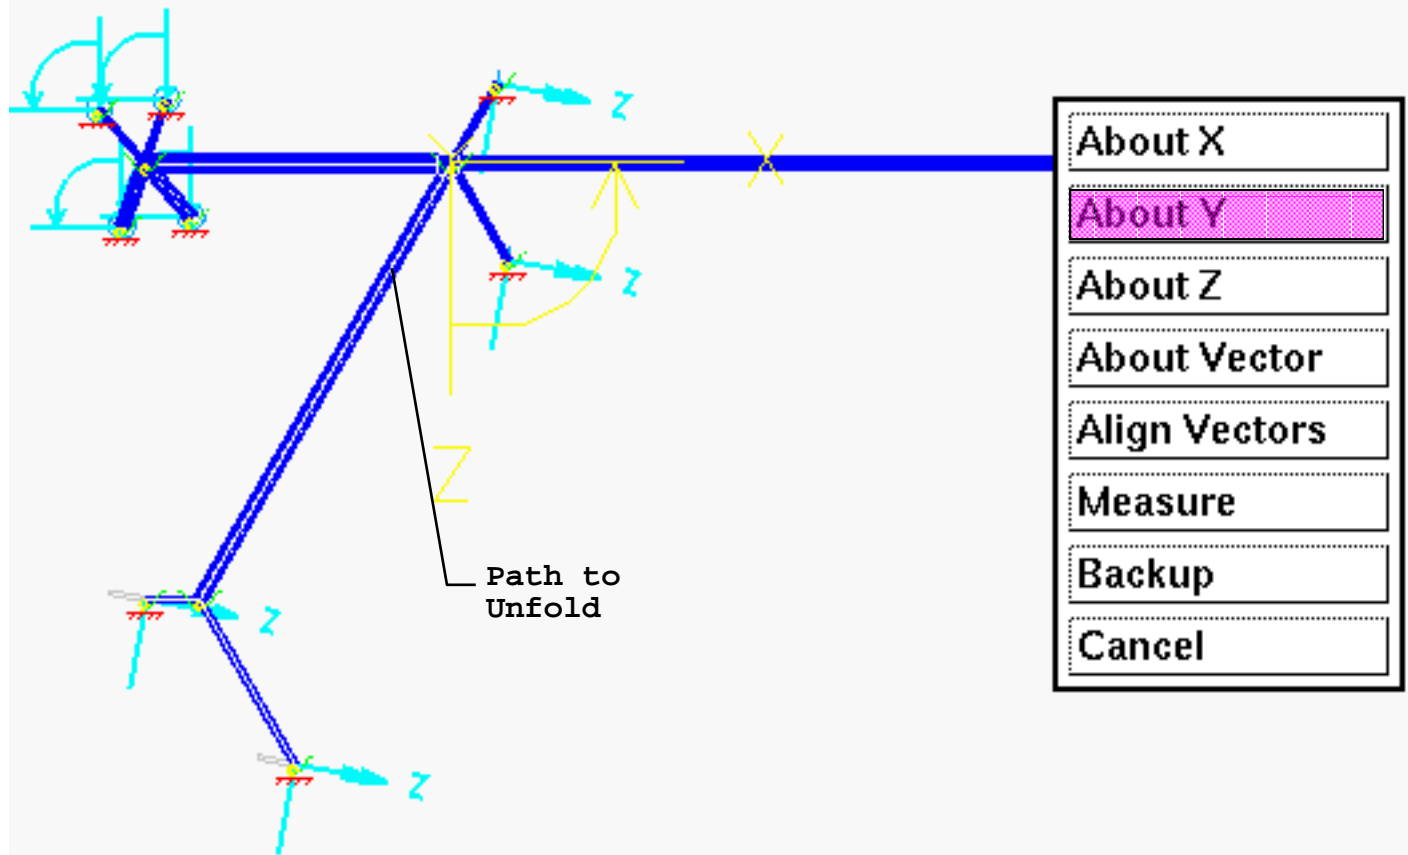 Z
X
About X
About Y
About Z
Z
About Vector
Align Vectors
Z
Measure
Path to
Unfold
Backup
Z
Cancel
Z